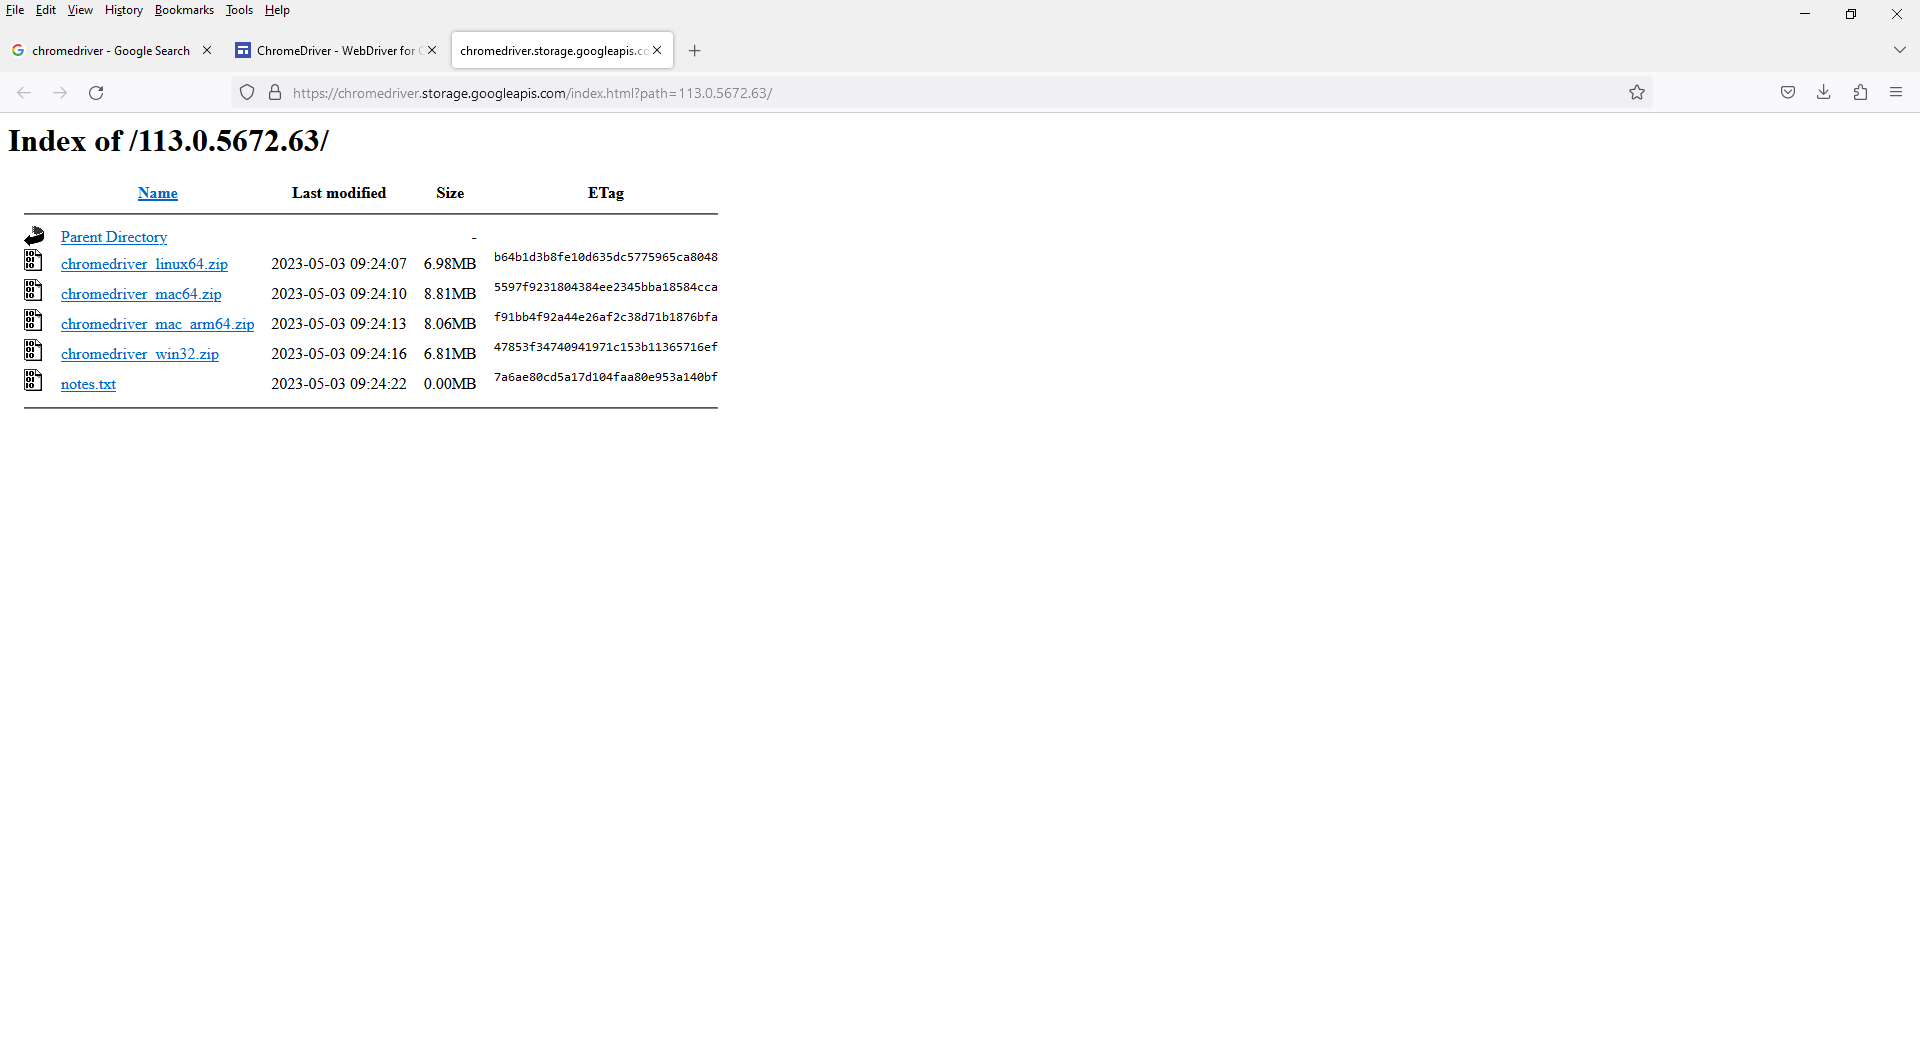 File Edit View History Bookmarks Tools Help
chromedriver - Google Search ChromeDriver - WebDriver for C chromedriver.storage.googleapis.co
https://chromedriver.storage.googleapis.com/index.html?path=113.0.5672.63/
Index of /113.0.5672.63/
Name Last modified Size ETag
Parent Directory -
chromedriver_linux64.zip 2023-05-03 09:24:07 6.98MB b64b1d3b8fe10d635dc5775965ca8048
chromedriver_mac64.zip 2023-05-03 09:24:10 8.81MB 5597f9231804384ee2345bba18584cca
chromedriver_mac_arm64.zip 2023-05-03 09:24:13 8.06MB f91bb4f92a44e26af2c38d71b1876bfa
chromedriver_win32.zip 2023-05-03 09:24:16 6.81MB 47853f34740941971c153b11365716ef
notes.txt 2023-05-03 09:24:22 0.00MB 7a6ae80cd5a17d104faa80e953a140bf